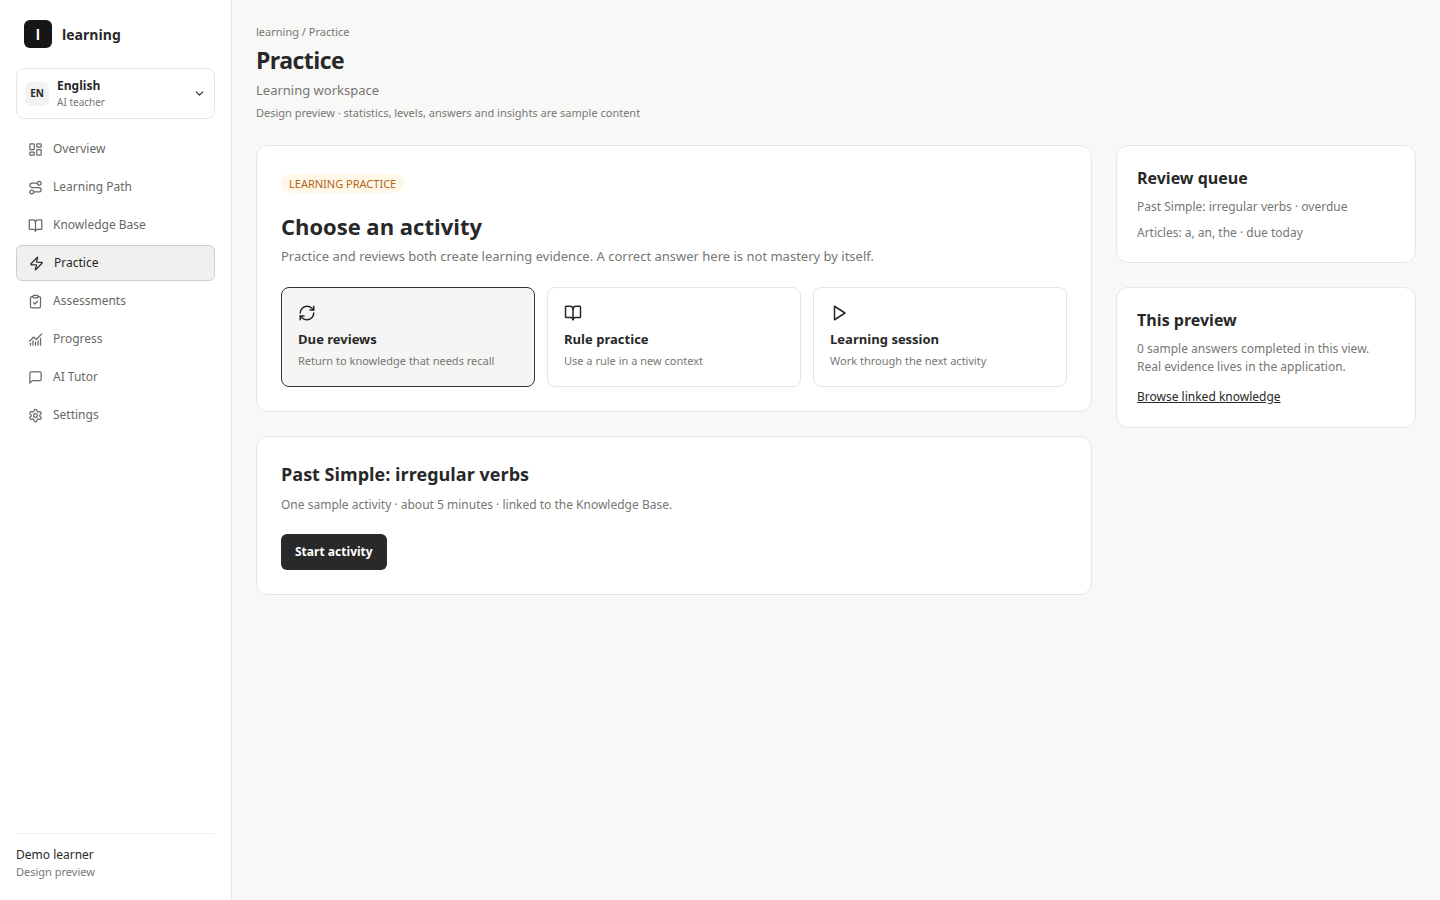 l learning
EN English
AI teacher
Overview
Learning Path
Knowledge Base
Practice
Assessments
Progress
AI Tutor
Settings
Demo learner
Design preview
learning / Practice
Practice
Learning workspace
Design preview · statistics, levels, answers and insights are sample content
LEARNING PRACTICE
Choose an activity
Practice and reviews both create learning evidence. A correct answer here is not mastery by itself.
Due reviews
Return to knowledge that needs recall
Rule practice
Use a rule in a new context
Learning session
Work through the next activity
Past Simple: irregular verbs
One sample activity · about 5 minutes · linked to the Knowledge Base.
Start activity
Review queue
Past Simple: irregular verbs · overdue
Articles: a, an, the · due today
This preview
0 sample answers completed in this view.
Real evidence lives in the application.
Browse linked knowledge